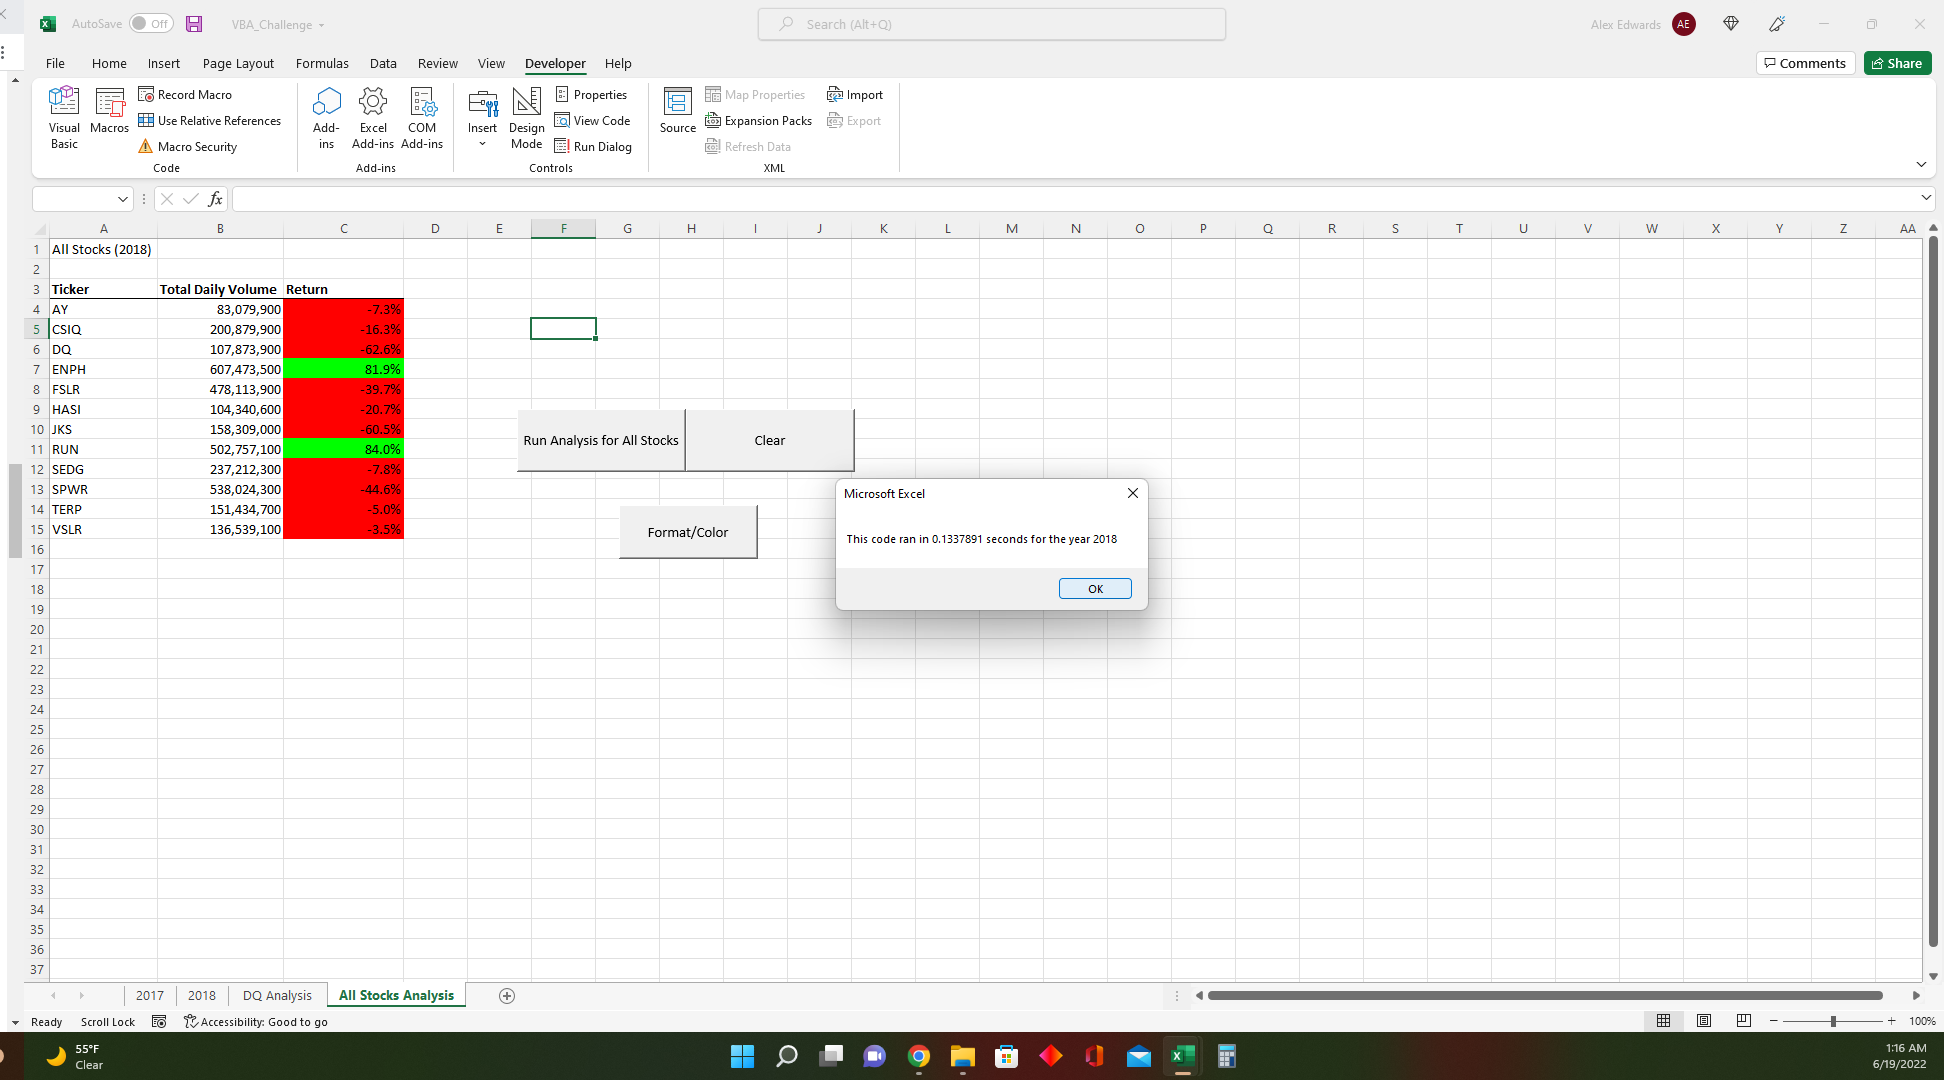 AutoSave Off VBA_Challenge Search (Alt+Q) Alex Edwards AE
File Home Insert Page Layout Formulas Data Review View Developer Help Comments Share
Visual Basic Macros Record Macro Use Relative References Macro Security
Add-ins Excel Add-ins COM Add-ins
Insert Design Mode Properties View Code Run Dialog
Source Map Properties Expansion Packs Refresh Data Import Export
Code Add-ins Controls XML
fx
A B C D E F G H I J K L M N O P Q R S T U V W X Y Z AA
1 All Stocks (2018)
2
3 Ticker Total Daily Volume Return
4 AY 83,079,900 -7.3%
5 CSIQ 200,879,900 -16.3%
6 DQ 107,873,900 -62.6%
7 ENPH 607,473,500 81.9%
8 FSLR 478,113,900 -39.7%
9 HASI 104,340,600 -20.7%
10 JKS 158,309,000 -60.5%
11 RUN 502,757,100 84.0%
12 SEDG 237,212,300 -7.8%
13 SPWR 538,024,300 -44.6%
14 TERP 151,434,700 -5.0%
15 VSLR 136,539,100 -3.5%
16
17
18
19
20
21
22
23
24
25
26
27
28
29
30
31
32
33
34
35
36
37
Run Analysis for All Stocks Clear
Format/Color
Microsoft Excel
This code ran in 0.1337891 seconds for the year 2018
OK
2017 2018 DQ Analysis All Stocks Analysis
Ready Scroll Lock Accessibility: Good to go 100%
55°F
Clear
1:16 AM
6/19/2022